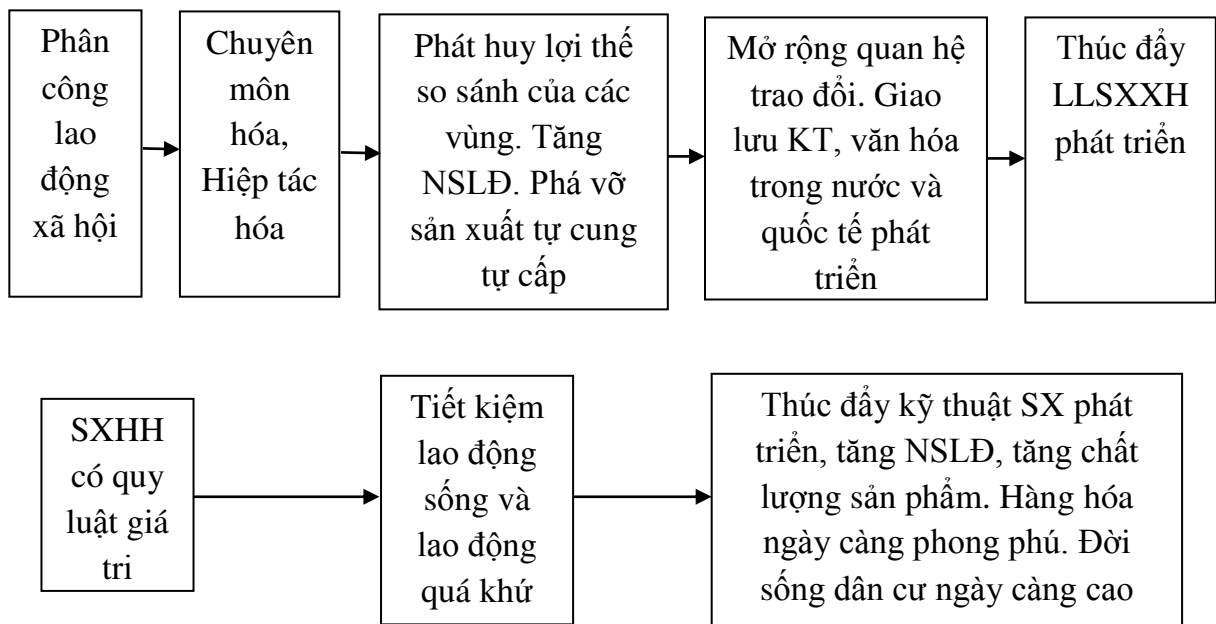 Phân
công
lao
động
xã hội
Chuyên
môn
hóa,
Hiệp tác
hóa
Phát huy lợi thế
so sánh của các
vùng. Tăng
NSLĐ. Phá vỡ
sản xuất tự cung
tự cấp
Mở rộng quan hệ
trao đổi. Giao
lưu KT, văn hóa
trong nước và
quốc tế phát
triển
Thúc đẩy
LLSXXH
phát triển
SXHH
có quy
luật giá
tri
Tiết kiệm
lao động
sống và
lao động
quá khứ
Thúc đẩy kỹ thuật SX phát
triển, tăng NSLĐ, tăng chất
lượng sản phẩm. Hàng hóa
ngày càng phong phú. Đời
sống dân cư ngày càng cao